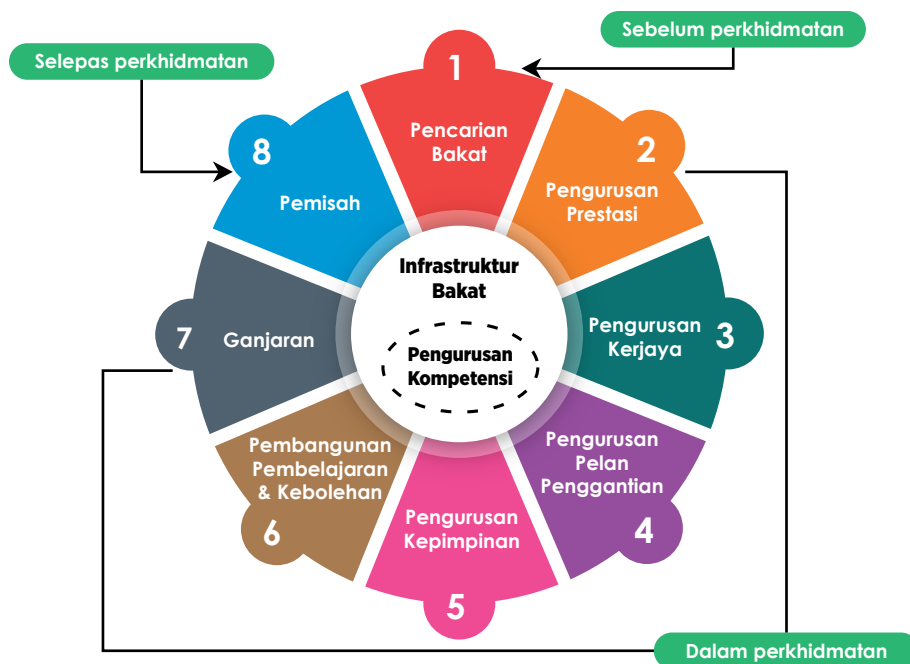 Sebelum perkhidmatan
Selepas perkhidmatan
1
Pencarian
Bakat
2
Pengurusan
Prestasi
3
Pengurusan
Kerjaya
4
Pengurusan
Pelan
Penggantian
5
Pengurusan
Kepimpinan
6
Pembangunan
Pembelajaran
& Kebolehan
7
Ganjaran
8
Pemisah
Infrastruktur
Bakat
Pengurusan
Kompetensi
Dalam perkhidmatan